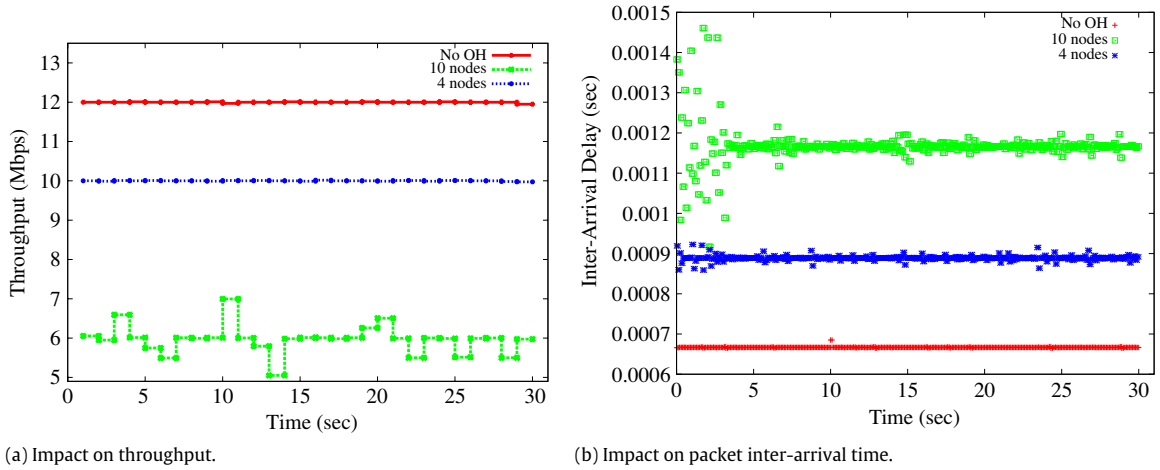 13
12
11
10
9
8
7
6
5
Throughput (Mbps)
No OH
10 nodes
4 nodes
0 5 10 15 20 25 30
Time (sec)
(a) Impact on throughput.
0.0015
0.0014
0.0013
0.0012
0.0011
0.001
0.0009
0.0008
0.0007
0.0006
Inter-Arrival Delay (sec)
No OH
10 nodes
4 nodes
0 5 10 15 20 25 30
Time (sec)
(b) Impact on packet inter-arrival time.